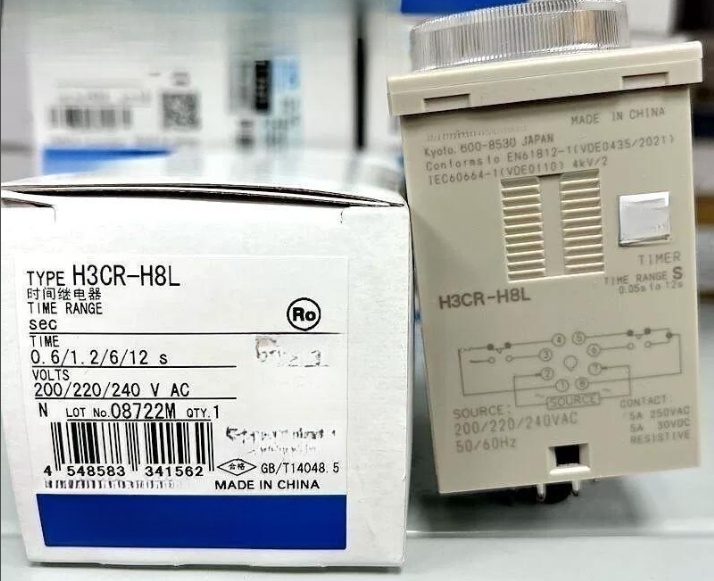 TYPE H3CR-H8L
时间继电器
TIME RANGE
sec
Ro
TIME
0.6/1.2/6/12 s
VOLTS
200/220/240 V AC
N LOT No.08722M QTY.1
4 548583 341562
合格
GB/T14048.5
MADE IN CHINA
MADE IN CHINA
Kyoto, 600-8530 JAPAN
Conforms to EN61812-1(VDE0435/2021)
IEC60664-1(VDE0110) 4kV/2
TIMER
TIME RANGE S
0.05s to 12s
H3CR-H8L
4 5
3 6
2 7
1 8
SOURCE
SOURCE:
200/220/240VAC
50/60Hz
CONTACT:
5A 250VAC
5A 30VDC
RESISTIVE